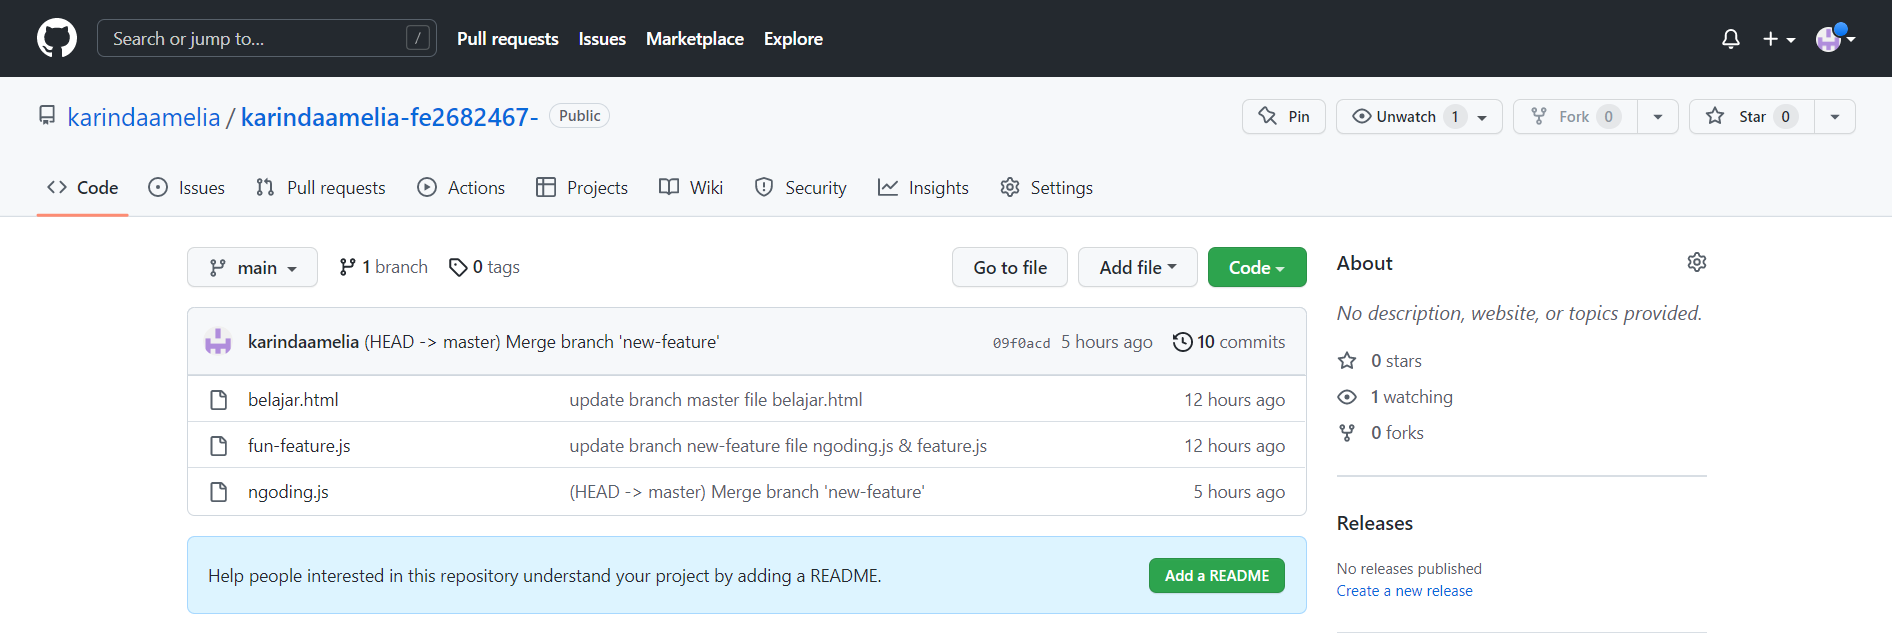 Search or jump to... / Pull requests Issues Marketplace Explore
karindaamelia / karindaamelia-fe2682467- Public Pin Unwatch 1 Fork 0 Star 0
Code Issues Pull requests Actions Projects Wiki Security Insights Settings
main 1 branch 0 tags Go to file Add file Code
karindaamelia (HEAD -> master) Merge branch 'new-feature' 09f0acd 5 hours ago 10 commits
belajar.html update branch master file belajar.html 12 hours ago
fun-feature.js update branch new-feature file ngoding.js & feature.js 12 hours ago
ngoding.js (HEAD -> master) Merge branch 'new-feature' 5 hours ago
Help people interested in this repository understand your project by adding a README. Add a README
About
No description, website, or topics provided.
0 stars
1 watching
0 forks
Releases
No releases published
Create a new release